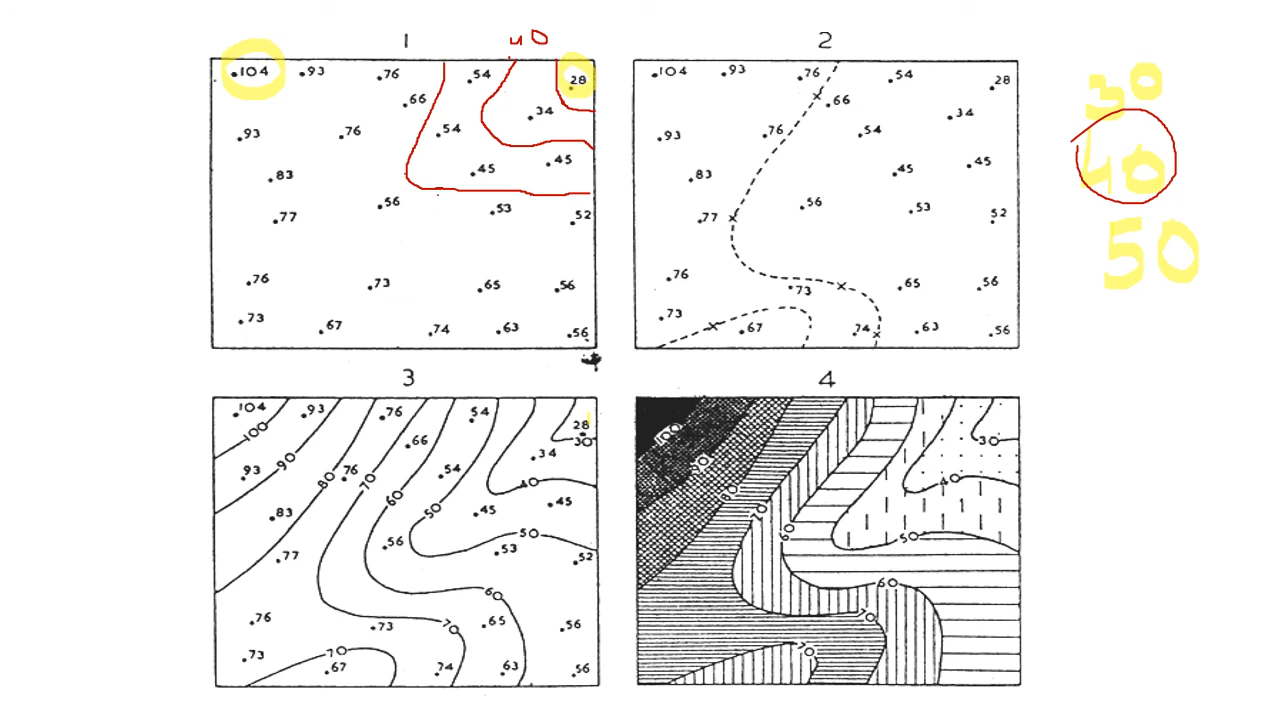 1 40 2
104 93 76 54 28
66 34
93 76 54
83 45 45
56 53 52
77
76 73 65 56
73 67 74 63 56
104 93 76 54 28
66 34
93 76 54
83 45 45
77 56 53 52
76 73 65 56
73 67 74 63 56
30
40
50
3 4
104 93 76 54 28
100 66 30
93 90 80 76 70 54 34 40
60
83 50 45 45
77 56 53 50 52
60
76 73 70 65 56
73 70 67 74 63 56
100 30
90 40
80
70 60 50
60
70
70